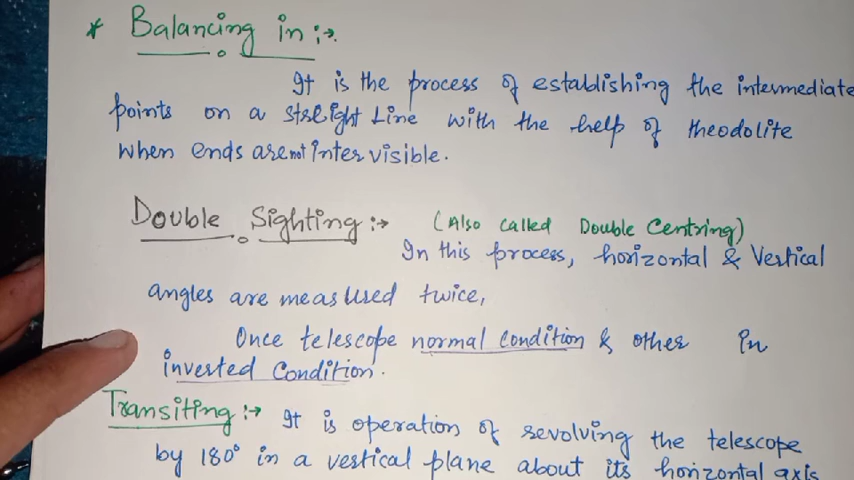 * Balancing in :→.
It is the process of establishing the intermediate
points on a straight Line with the help of theodolite
when ends are not inter visible.
Double Sighting :→ (Also called Double Centring)
In this process, horizontal & Vertical
angles are measured twice,
Once telescope normal condition & other in
inverted Condition.
Transiting :→ It is operation of revolving the telescope
by 180° in a vertical plane about its horizontal axis